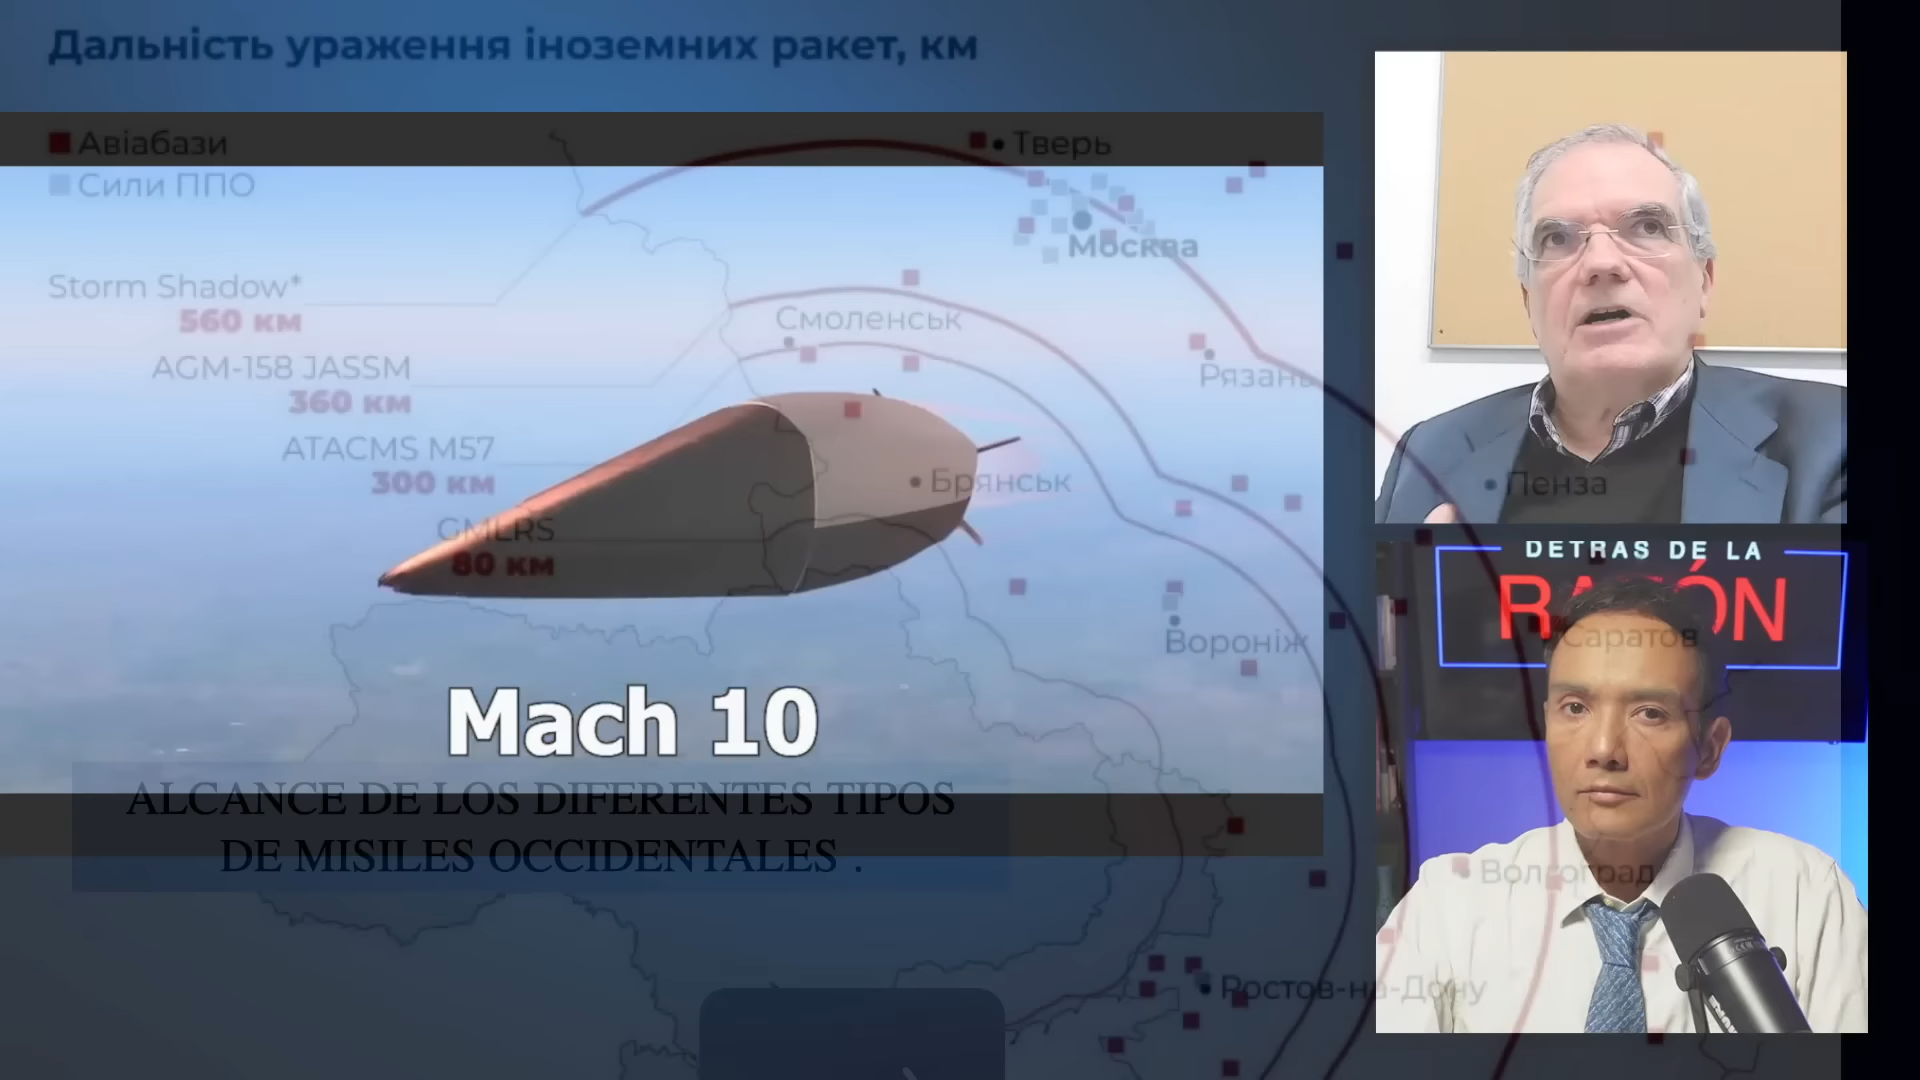 Дальність ураження іноземних ракет, км
Авіабази
Сили ППО
Storm Shadow*
560 км
AGM-158 JASSM
360 км
ATACMS M57
300 км
GMLRS
80 км
Тверь
Москва
Смоленськ
Рязань
Брянськ
Пенза
Вороніж
Саратов
Волгоград
Ростов-на-Дону
Mach 10
ALCANCE DE LOS DIFERENTES TIPOS
DE MISILES OCCIDENTALES .
DETRAS DE LA
RAZÓN